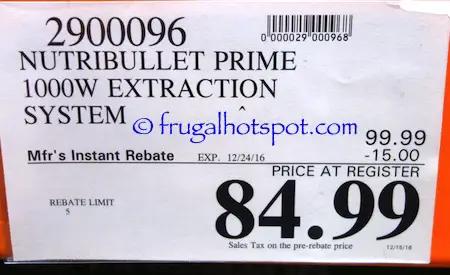 2900096
0 000029 000968
NUTRIBULLET PRIME
1000W EXTRACTION
SYSTEM ^
© frugalhotspot.com
99.99
Mfr's Instant Rebate EXP. 12/24/16 -15.00
PRICE AT REGISTER
REBATE LIMIT
5
84.99
Sales Tax on the pre-rebate price
12/15/16